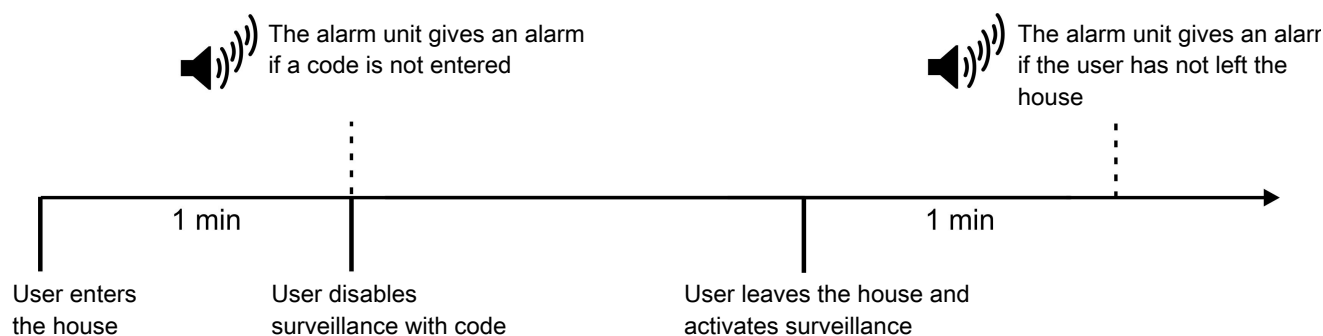 The alarm unit gives an alarm
if a code is not entered
The alarm unit gives an alarr
if the user has not left the
house
1 min
1 min
User enters
the house
User disables
surveillance with code
User leaves the house and
activates surveillance